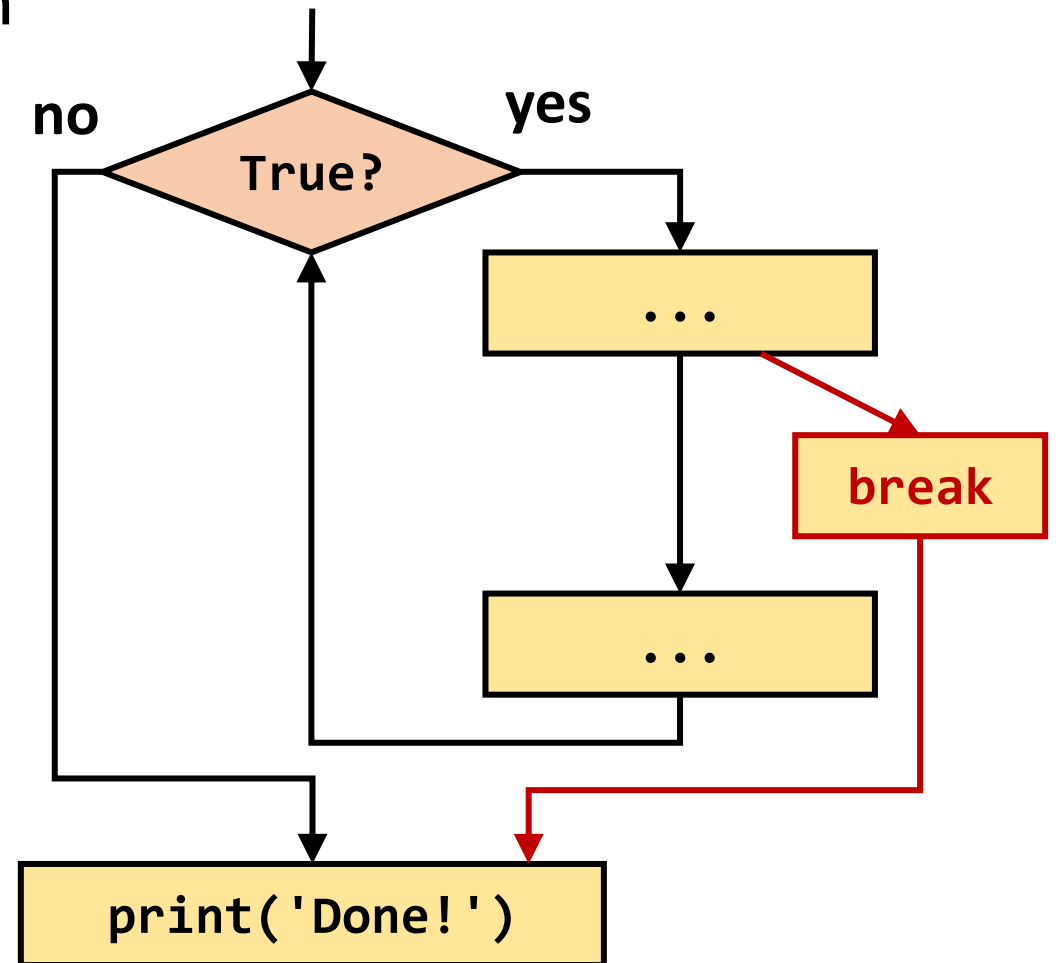 no
yes
True?
...
break
...
print('Done!')